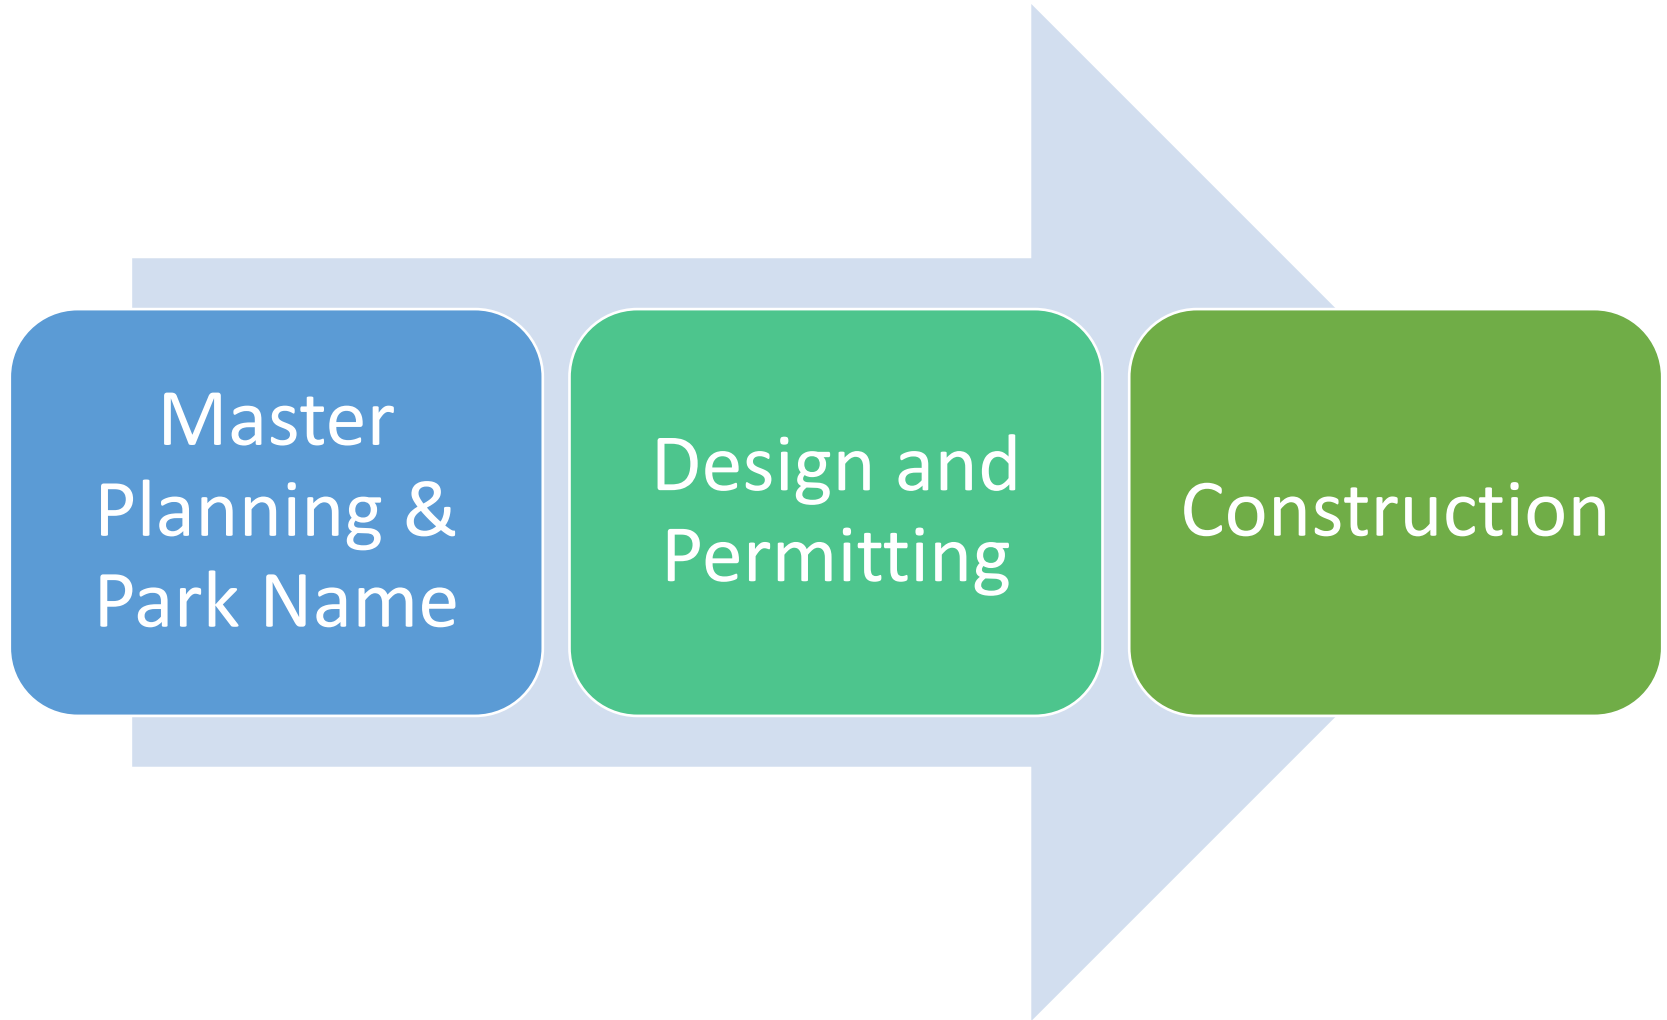 Master
Planning &
Park Name
Design and
Permitting
Construction